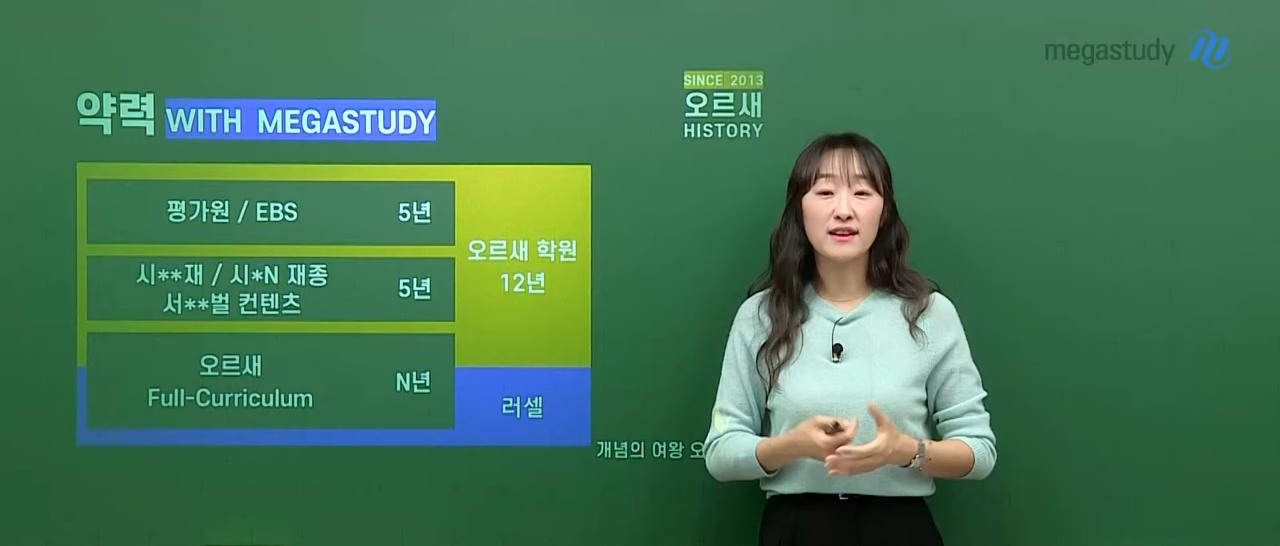 megastudy
SINCE 2013
오르새
HISTORY
약력 WITH MEGASTUDY
평가원 / EBS 5년
시**재 / 시*N 재종
서**벌 컨텐츠 5년
오르새
Full-Curriculum N년
오르새 학원
12년
러셀
개념의 여왕 오